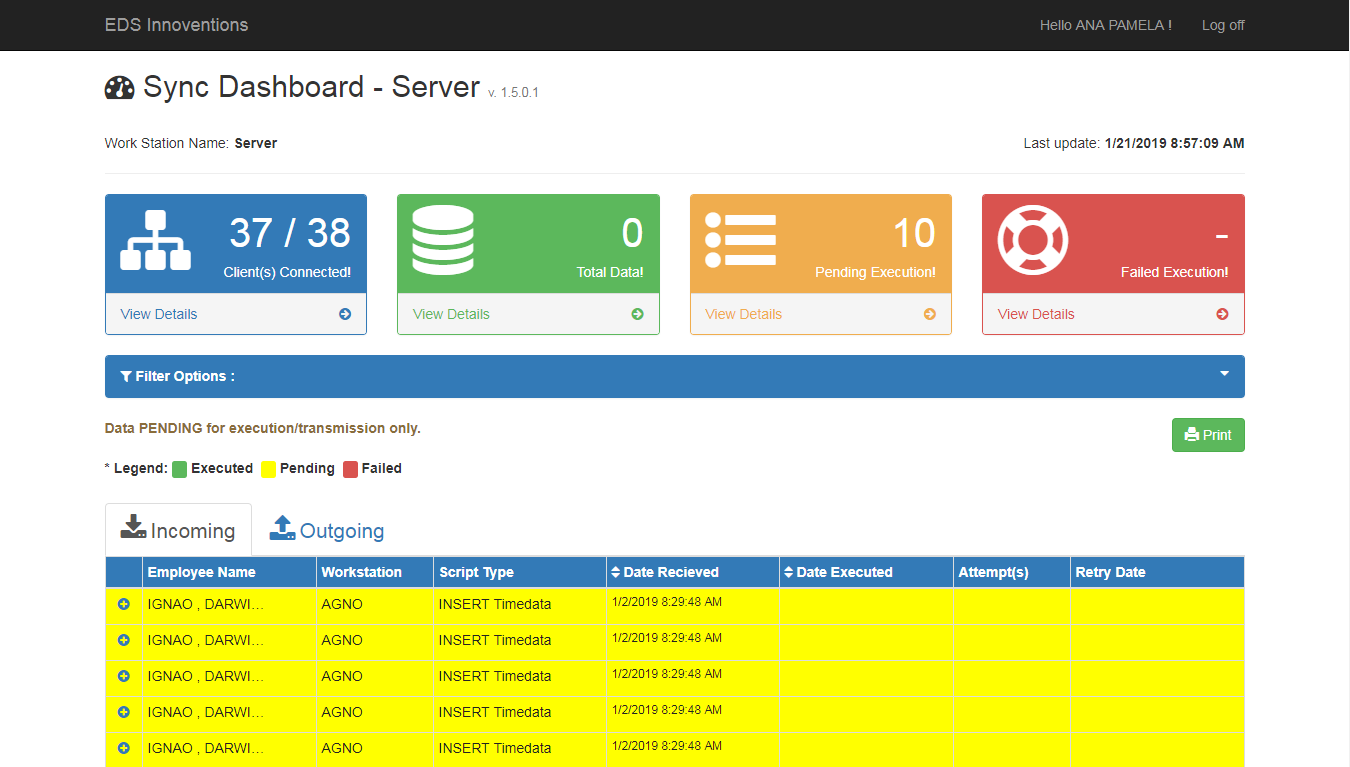 EDS Innoventions Hello ANA PAMELA ! Log off
Sync Dashboard - Server v. 1.5.0.1
Work Station Name: Server Last update: 1/21/2019 8:57:09 AM
37 / 38 0 10 -
Client(s) Connected! Total Data! Pending Execution! Failed Execution!
View Details View Details View Details View Details
Filter Options :
Data PENDING for execution/transmission only.
Print
* Legend: Executed Pending Failed
Incoming Outgoing
Employee Name Workstation Script Type Date Recieved Date Executed Attempt(s) Retry Date
IGNAO , DARWI... AGNO INSERT Timedata 1/2/2019 8:29:48 AM
IGNAO , DARWI... AGNO INSERT Timedata 1/2/2019 8:29:48 AM
IGNAO , DARWI... AGNO INSERT Timedata 1/2/2019 8:29:48 AM
IGNAO , DARWI... AGNO INSERT Timedata 1/2/2019 8:29:48 AM
IGNAO , DARWI... AGNO INSERT Timedata 1/2/2019 8:29:48 AM